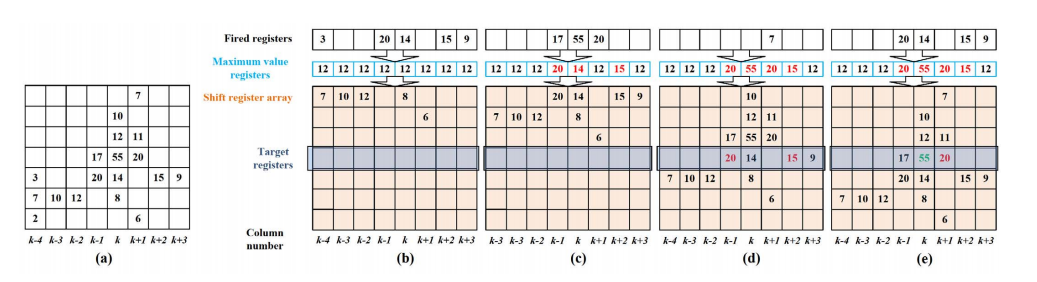 Fired registers
3 20 14 15 9
17 55 20
7
20 14 15 9
Maximum value
registers
12 12 12 12 12 12 12 12
12 12 12 20 14 12 15 12
12 12 12 20 55 20 15 12
12 12 12 20 55 20 15 12
Shift register array
7
10
12 11
17 55 20
3 20 14 15 9
7 10 12 8
2 6
7 10 12 8
6
20 14 15 9
7 10 12 8
6
10
12 11
17 55 20
20 14 15 9
7 10 12 8
6
7
10
12 11
17 55 20
20 14 15 9
7 10 12 8
6
Target
registers
Column
number
k-4 k-3 k-2 k-1 k k+1 k+2 k+3
k-4 k-3 k-2 k-1 k k+1 k+2 k+3
k-4 k-3 k-2 k-1 k k+1 k+2 k+3
k-4 k-3 k-2 k-1 k k+1 k+2 k+3
k-4 k-3 k-2 k-1 k k+1 k+2 k+3
(a) (b) (c) (d) (e)